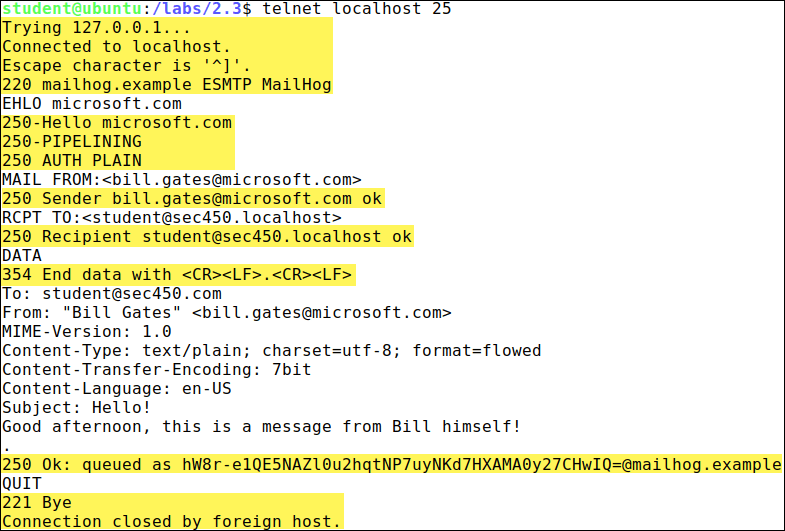 student@ubuntu:/labs/2.3$ telnet localhost 25
Trying 127.0.0.1...
Connected to localhost.
Escape character is '^]'.
220 mailhog.example ESMTP MailHog
EHLO microsoft.com
250-Hello microsoft.com
250-PIPELINING
250 AUTH PLAIN
MAIL FROM:<bill.gates@microsoft.com>
250 Sender bill.gates@microsoft.com ok
RCPT TO:<student@sec450.localhost>
250 Recipient student@sec450.localhost ok
DATA
354 End data with <CR><LF>.<CR><LF>
To: student@sec450.com
From: "Bill Gates" <bill.gates@microsoft.com>
MIME-Version: 1.0
Content-Type: text/plain; charset=utf-8; format=flowed
Content-Transfer-Encoding: 7bit
Content-Language: en-US
Subject: Hello!
Good afternoon, this is a message from Bill himself!
.
250 Ok: queued as hW8r-e1QE5NAZl0u2hqtNP7uyNKd7HXAMA0y27CHwIQ=@mailhog.example
QUIT
221 Bye
Connection closed by foreign host.